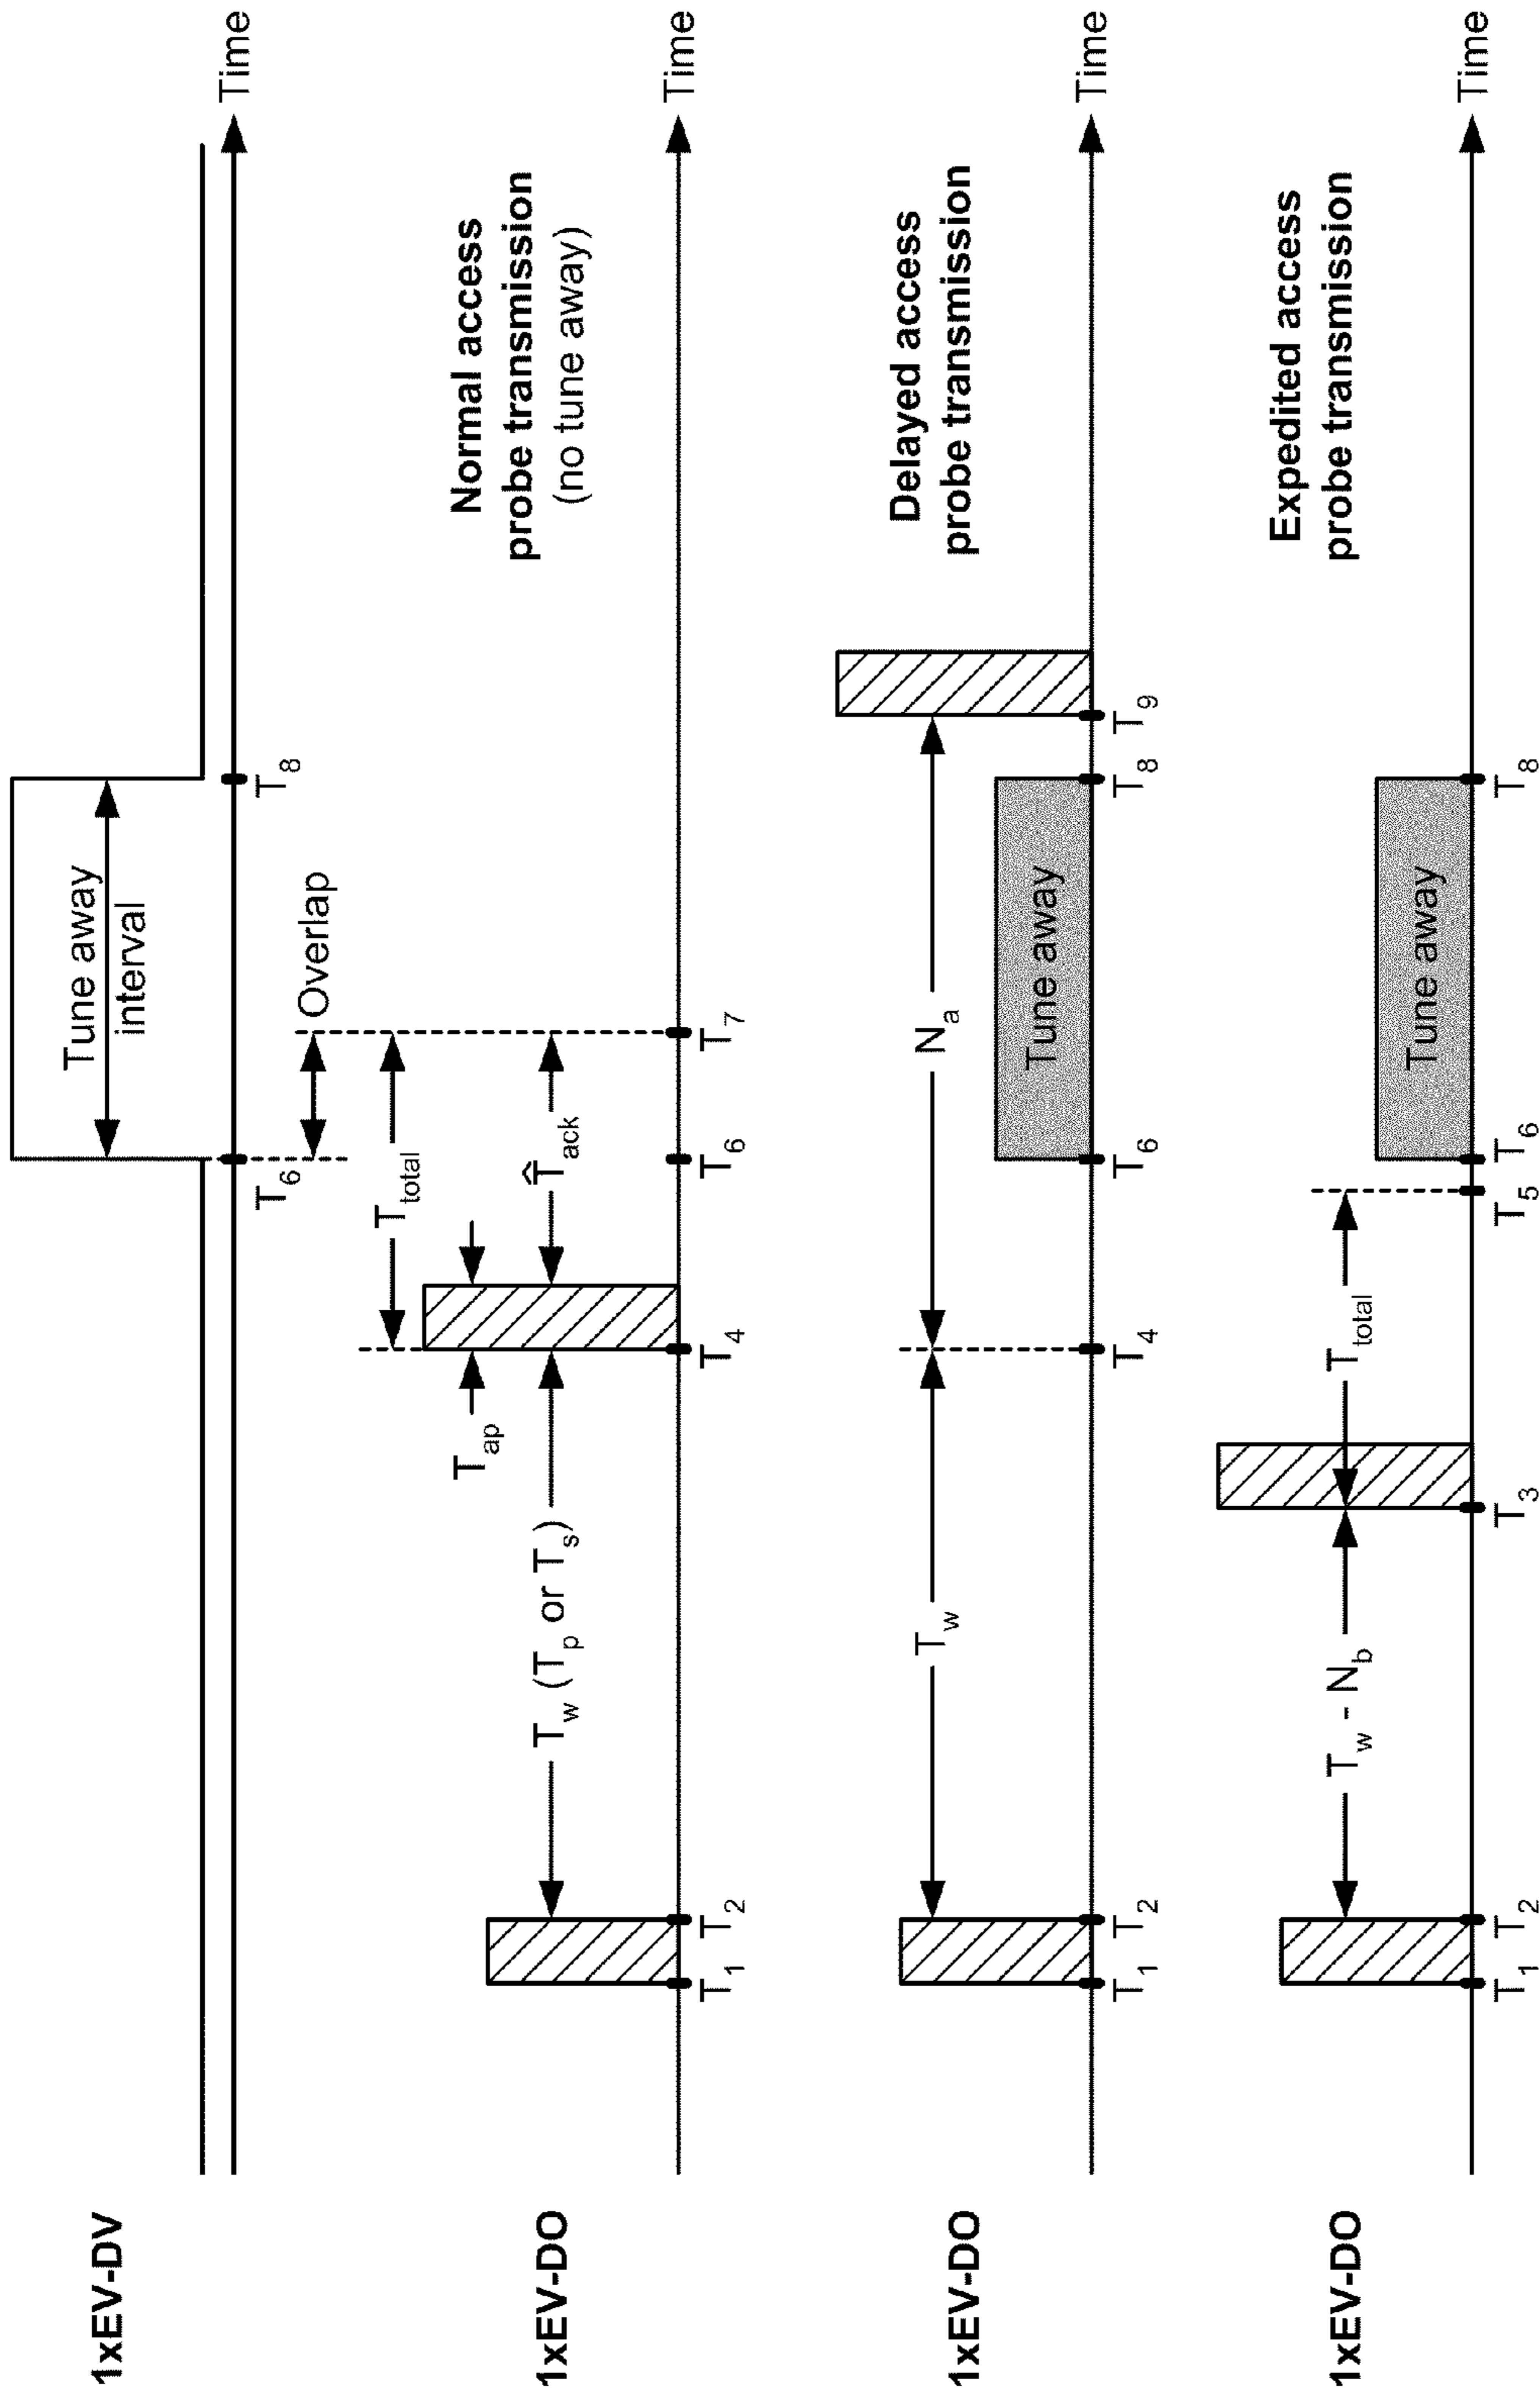 1xEV-DV
Tune away
interval
T6
T8
Time
Overlap
1xEV-DO
Normal access
probe transmission
(no tune away)
Ttotal
Tap
Tw (Tp or Ts)
T̂ack
T1
T2
T4
T6
T7
Time
1xEV-DO
Delayed access
probe transmission
Tw
Na
Tune away
T1
T2
T4
T6
T8
T9
Time
1xEV-DO
Expedited access
probe transmission
Tw - Nb
Ttotal
Tune away
T1
T2
T3
T5
T6
T8
Time